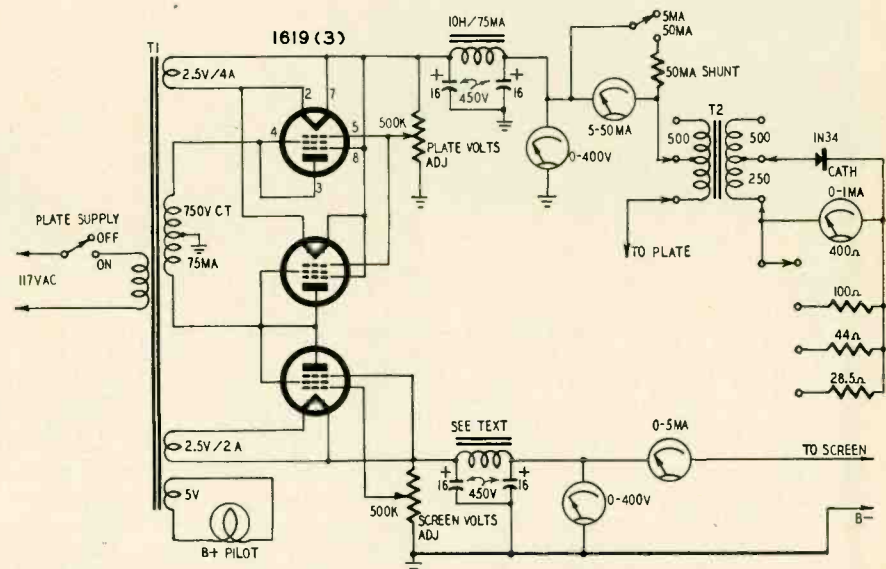 T1
1619 (3)
10H/75MA
5MA
50MA
2.5V/4A
2
7
4
5
8
3
+
16
450V
+
16
50MA SHUNT
500K
PLATE VOLTS
ADJ
5-50MA
0-400V
T2
500
500
250
1N34
CATH
0-1MA
400Ω
750V CT
75MA
PLATE SUPPLY
OFF
ON
117VAC
TO PLATE
100Ω
44Ω
28.5Ω
2.5V/2A
SEE TEXT
+
16
450V
+
16
0-5MA
TO SCREEN
5V
B+ PILOT
500K
SCREEN VOLTS
ADJ
0-400V
B-